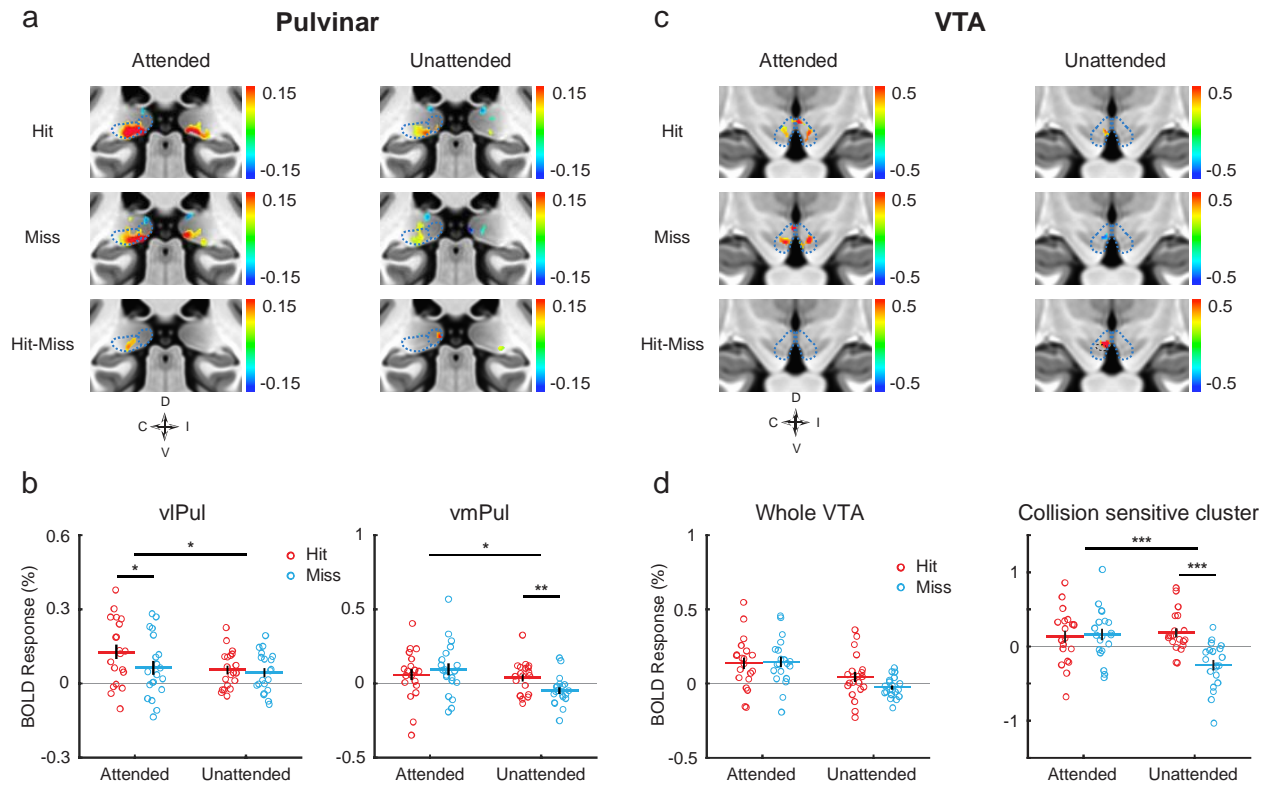 a
Pulvinar
Attended
Unattended
Hit
0.15
-0.15
0.15
-0.15
Miss
0.15
-0.15
0.15
-0.15
Hit-Miss
0.15
-0.15
0.15
-0.15
D
C
I
V
c
VTA
Attended
Unattended
Hit
0.5
-0.5
0.5
-0.5
Miss
0.5
-0.5
0.5
-0.5
Hit-Miss
0.5
-0.5
0.5
-0.5
D
C
I
V
b
vlPul
BOLD Response (%)
0.6
0.3
0
-0.3
*
*
Hit
Miss
Attended
Unattended
vmPul
1
0.5
0
-0.5
*
**
Attended
Unattended
d
Whole VTA
BOLD Response (%)
1
0.5
0
-0.5
Hit
Miss
Attended
Unattended
Collision sensitive cluster
1
0
-1
***
***
Attended
Unattended